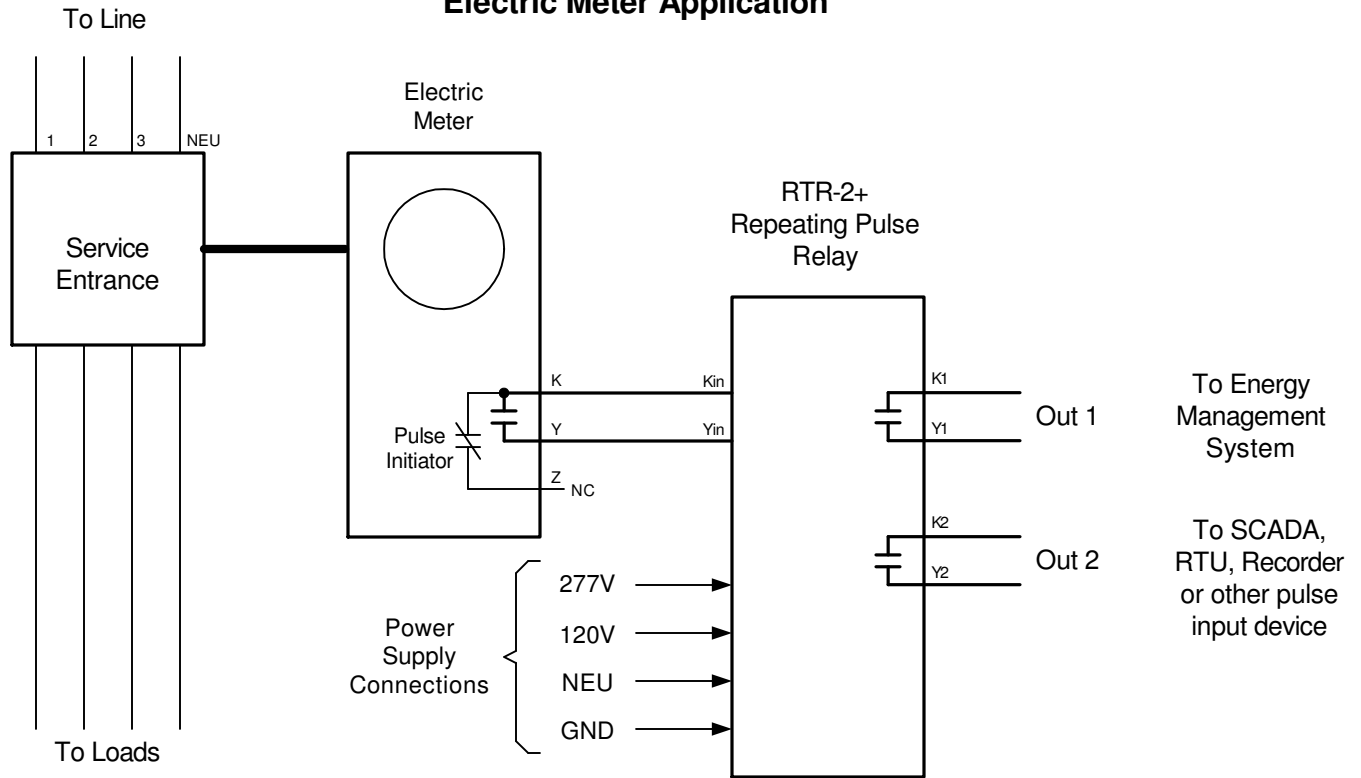 Electric Meter Application
To Line
1
2
3
NEU
Service
Entrance
To Loads
Electric
Meter
Pulse
Initiator
K
Y
Z
NC
RTR-2+
Repeating Pulse
Relay
Kin
Yin
K1
Y1
Out 1
To Energy
Management
System
K2
Y2
Out 2
To SCADA,
RTU, Recorder
or other pulse
input device
Power
Supply
Connections
277V
120V
NEU
GND